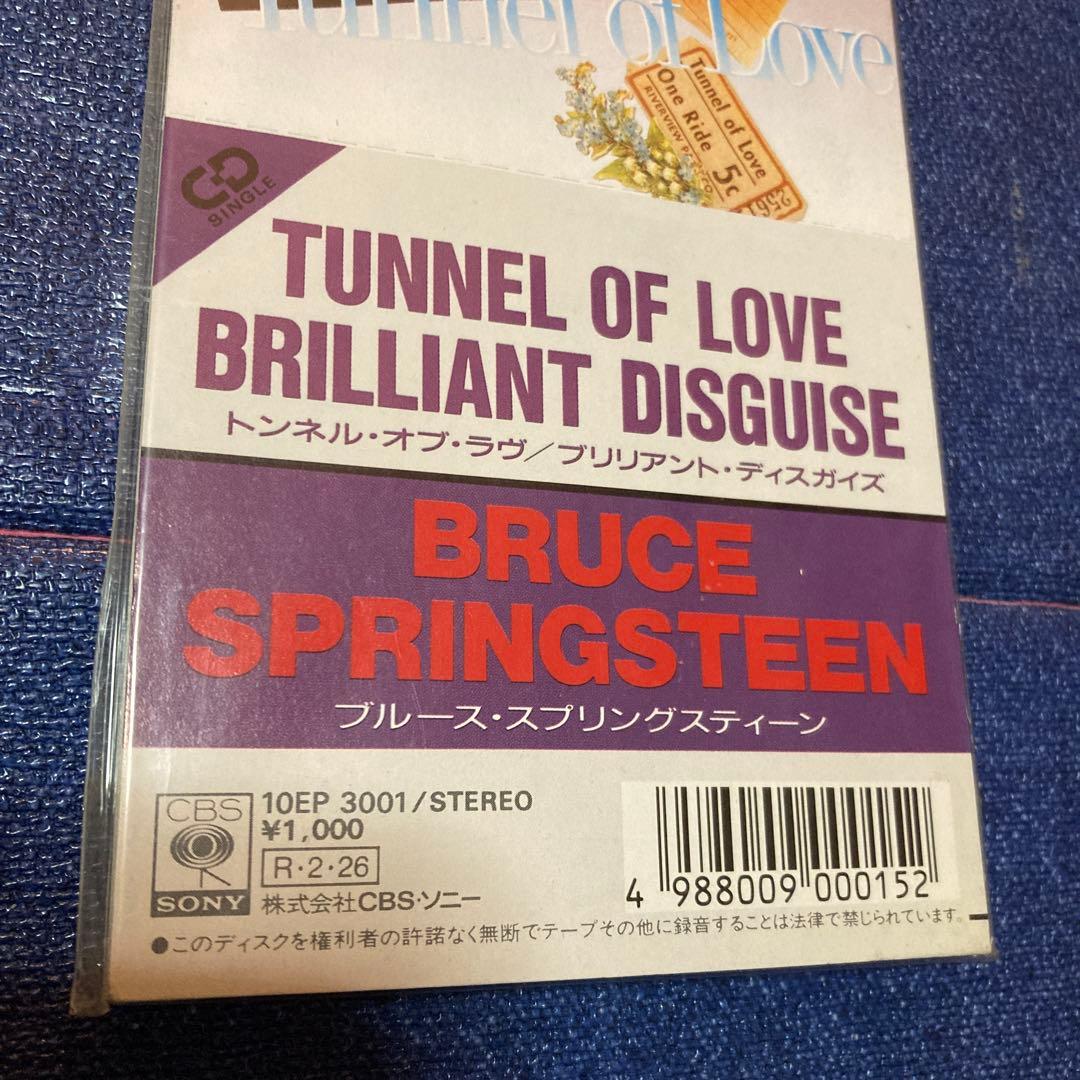 Tunnel of Love
Tunnel of Love
One Ride
5c
CD
SINGLE
TUNNEL OF LOVE
BRILLIANT DISGUISE
トンネル・オブ・ラヴ/ブリリアント・ディスガイズ
BRUCE
SPRINGSTEEN
ブルース・スプリングスティーン
CBS
SONY
10EP 3001/STEREO
¥1,000
R・2・26
株式会社CBS・ソニー
4 988009 000152
●このディスクを権利者の許諾なく無断でテープその他に録音することは法律で禁じられています。